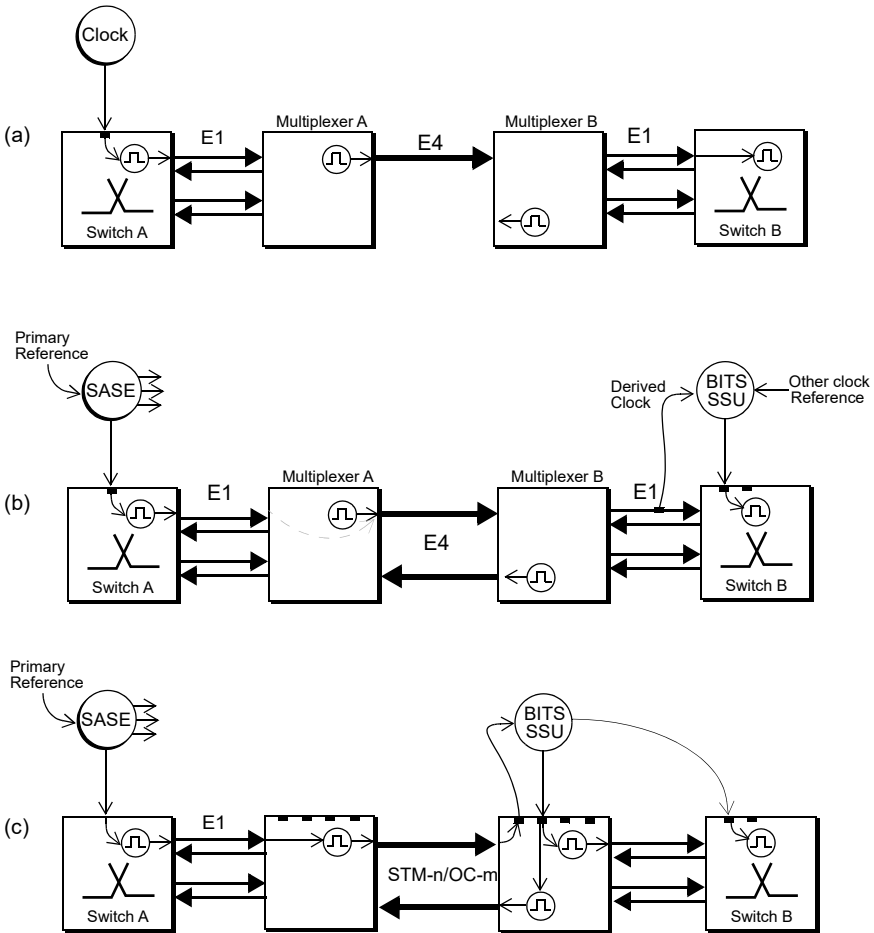 Clock
(a)
E1
Multiplexer A
E4
Multiplexer B
E1
Switch A
Switch B
Primary
Reference
SASE
Derived
Clock
BITS
SSU
Other clock
Reference
(b)
E1
Multiplexer A
E4
Multiplexer B
E1
Switch A
Switch B
Primary
Reference
SASE
BITS
SSU
(c)
E1
STM-n/OC-m
Switch A
Switch B